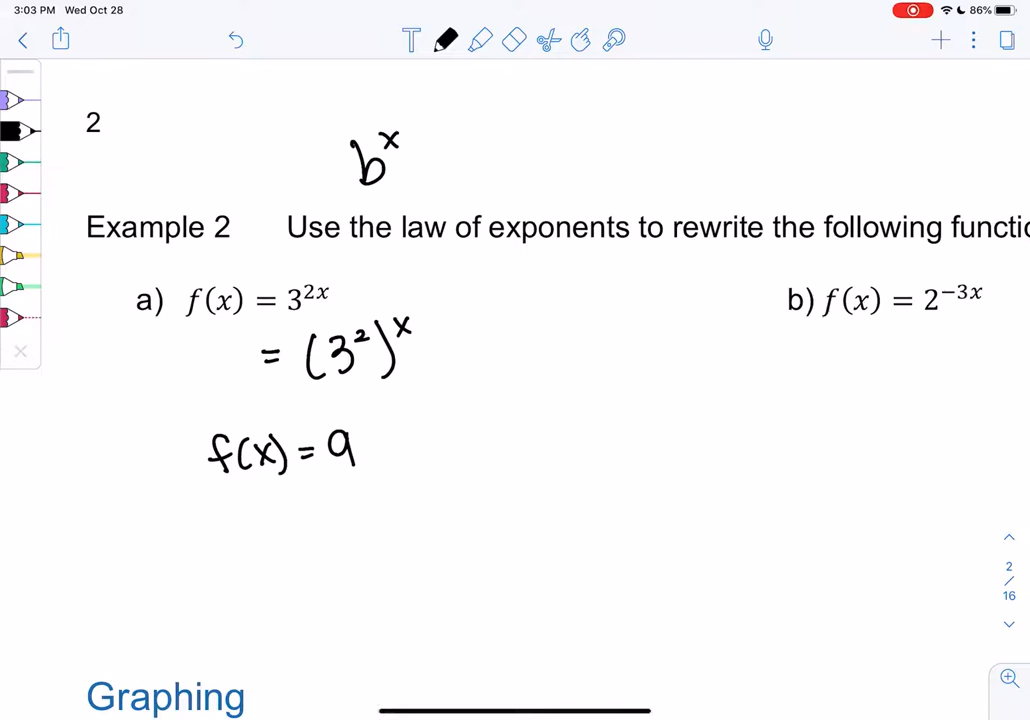 3:03 PM Wed Oct 28 86%
2
b^x
Example 2 Use the law of exponents to rewrite the following functio
a) f(x) = 3^{2x} b) f(x) = 2^{-3x}
= (3^2)^x
f(x) = 9
2
/
16
Graphing